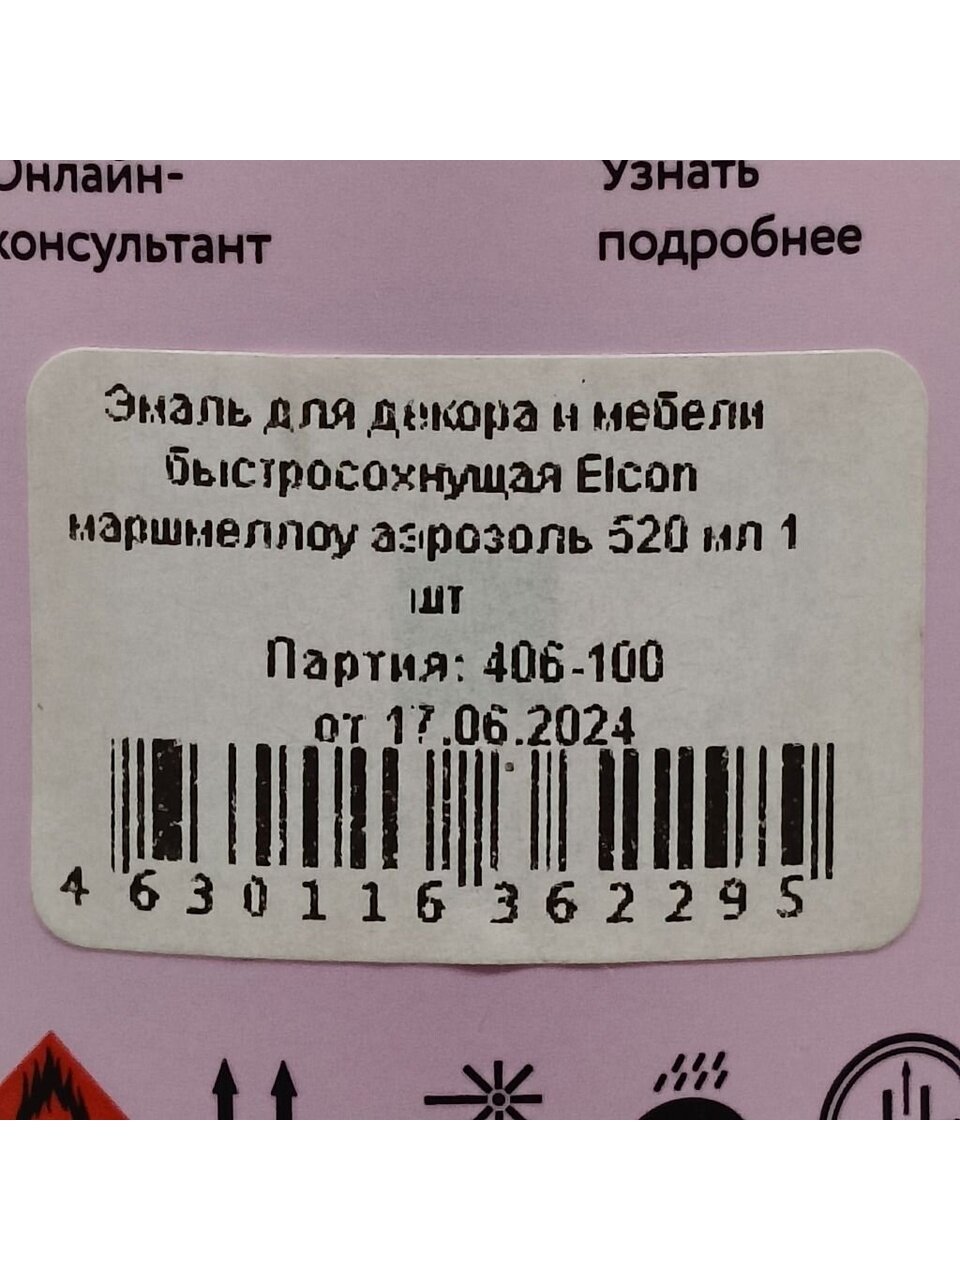 Онлайн-
консультант
Узнать
подробнее
Эмаль для декора и мебели
быстросохнущая Elcon
маршмеллоу аэрозоль 520 мл 1
шт
Партия: 406-100
от 17.06.2024
4 630116 362295